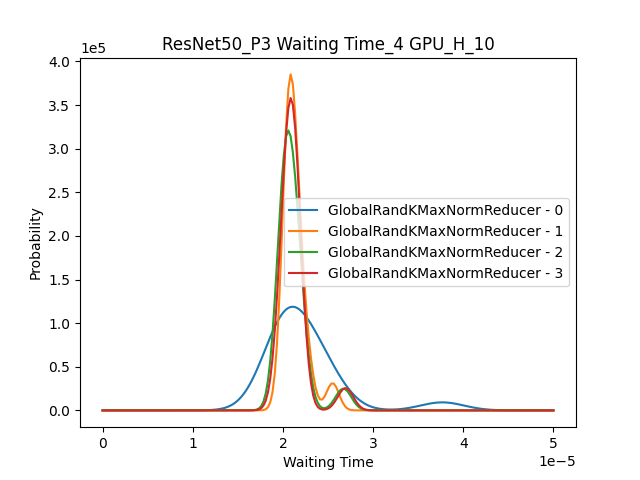 ResNet50_P3 Waiting Time_4 GPU_H_10
1e5
4.0
3.5
3.0
2.5
2.0
1.5
1.0
0.5
0.0
Probability
GlobalRandKMaxNormReducer - 0
GlobalRandKMaxNormReducer - 1
GlobalRandKMaxNormReducer - 2
GlobalRandKMaxNormReducer - 3
0 1 2 3 4 5
1e−5
Waiting Time